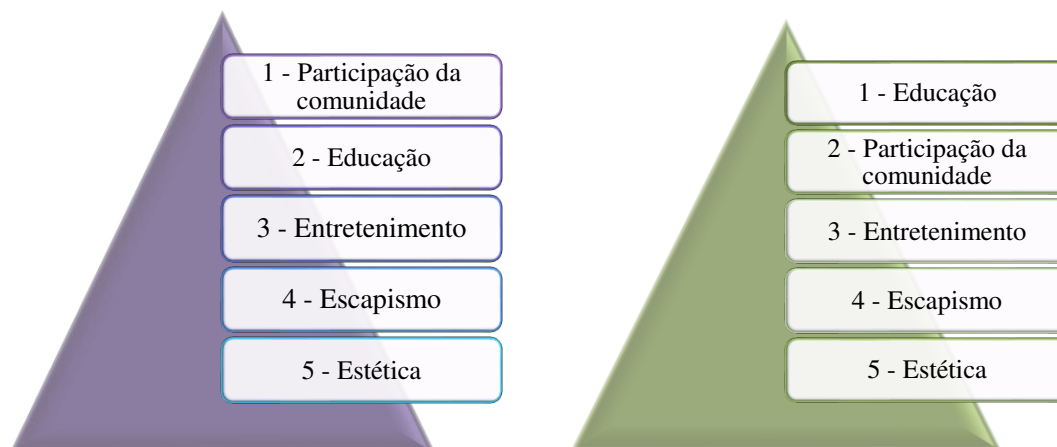 1 - Participação da
comunidade
2 - Educação
3 - Entretenimento
4 - Escapismo
5 - Estética
1 - Educação
2 - Participação da
comunidade
3 - Entretenimento
4 - Escapismo
5 - Estética